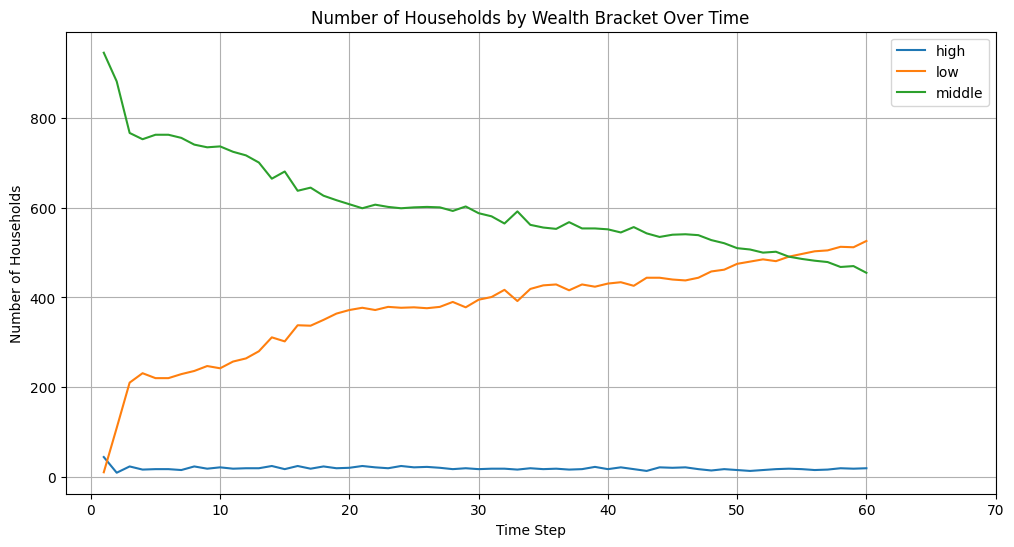 Number of Households by Wealth Bracket Over Time
high
low
middle
Number of Households
800
600
400
200
0
0 10 20 30 40 50 60 70
Time Step